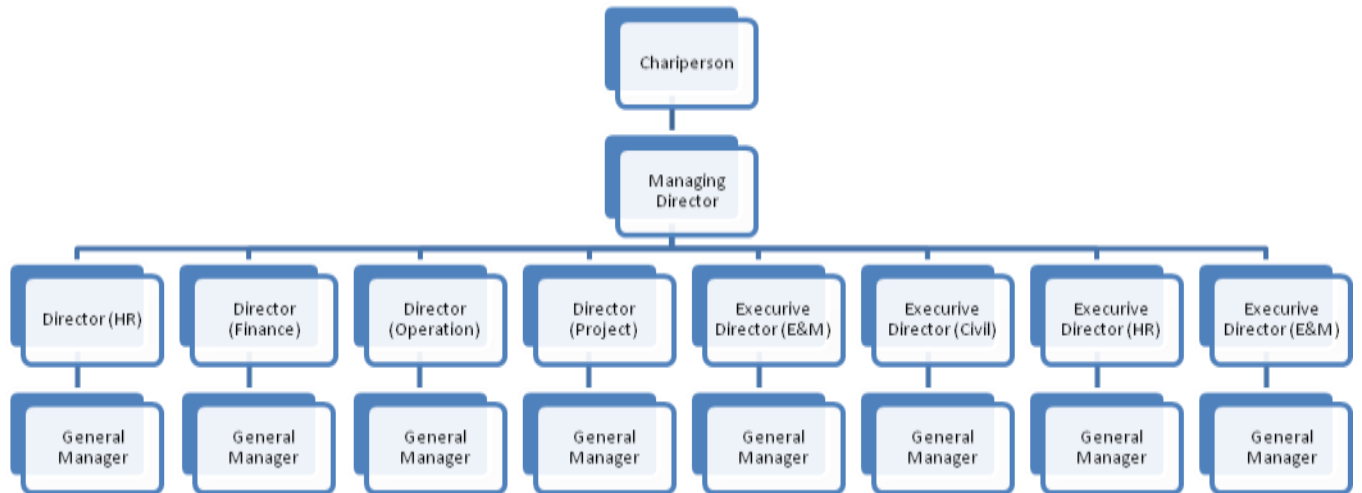 Chariperson
Managing
Director
Director (HR)
Director
(Finance)
Director
(Operation)
Director
(Project)
Execurive
Director (E&M)
Execurive
Director (Civil)
Execurive
Director (HR)
Execurive
Director (E&M)
General
Manager
General
Manager
General
Manager
General
Manager
General
Manager
General
Manager
General
Manager
General
Manager